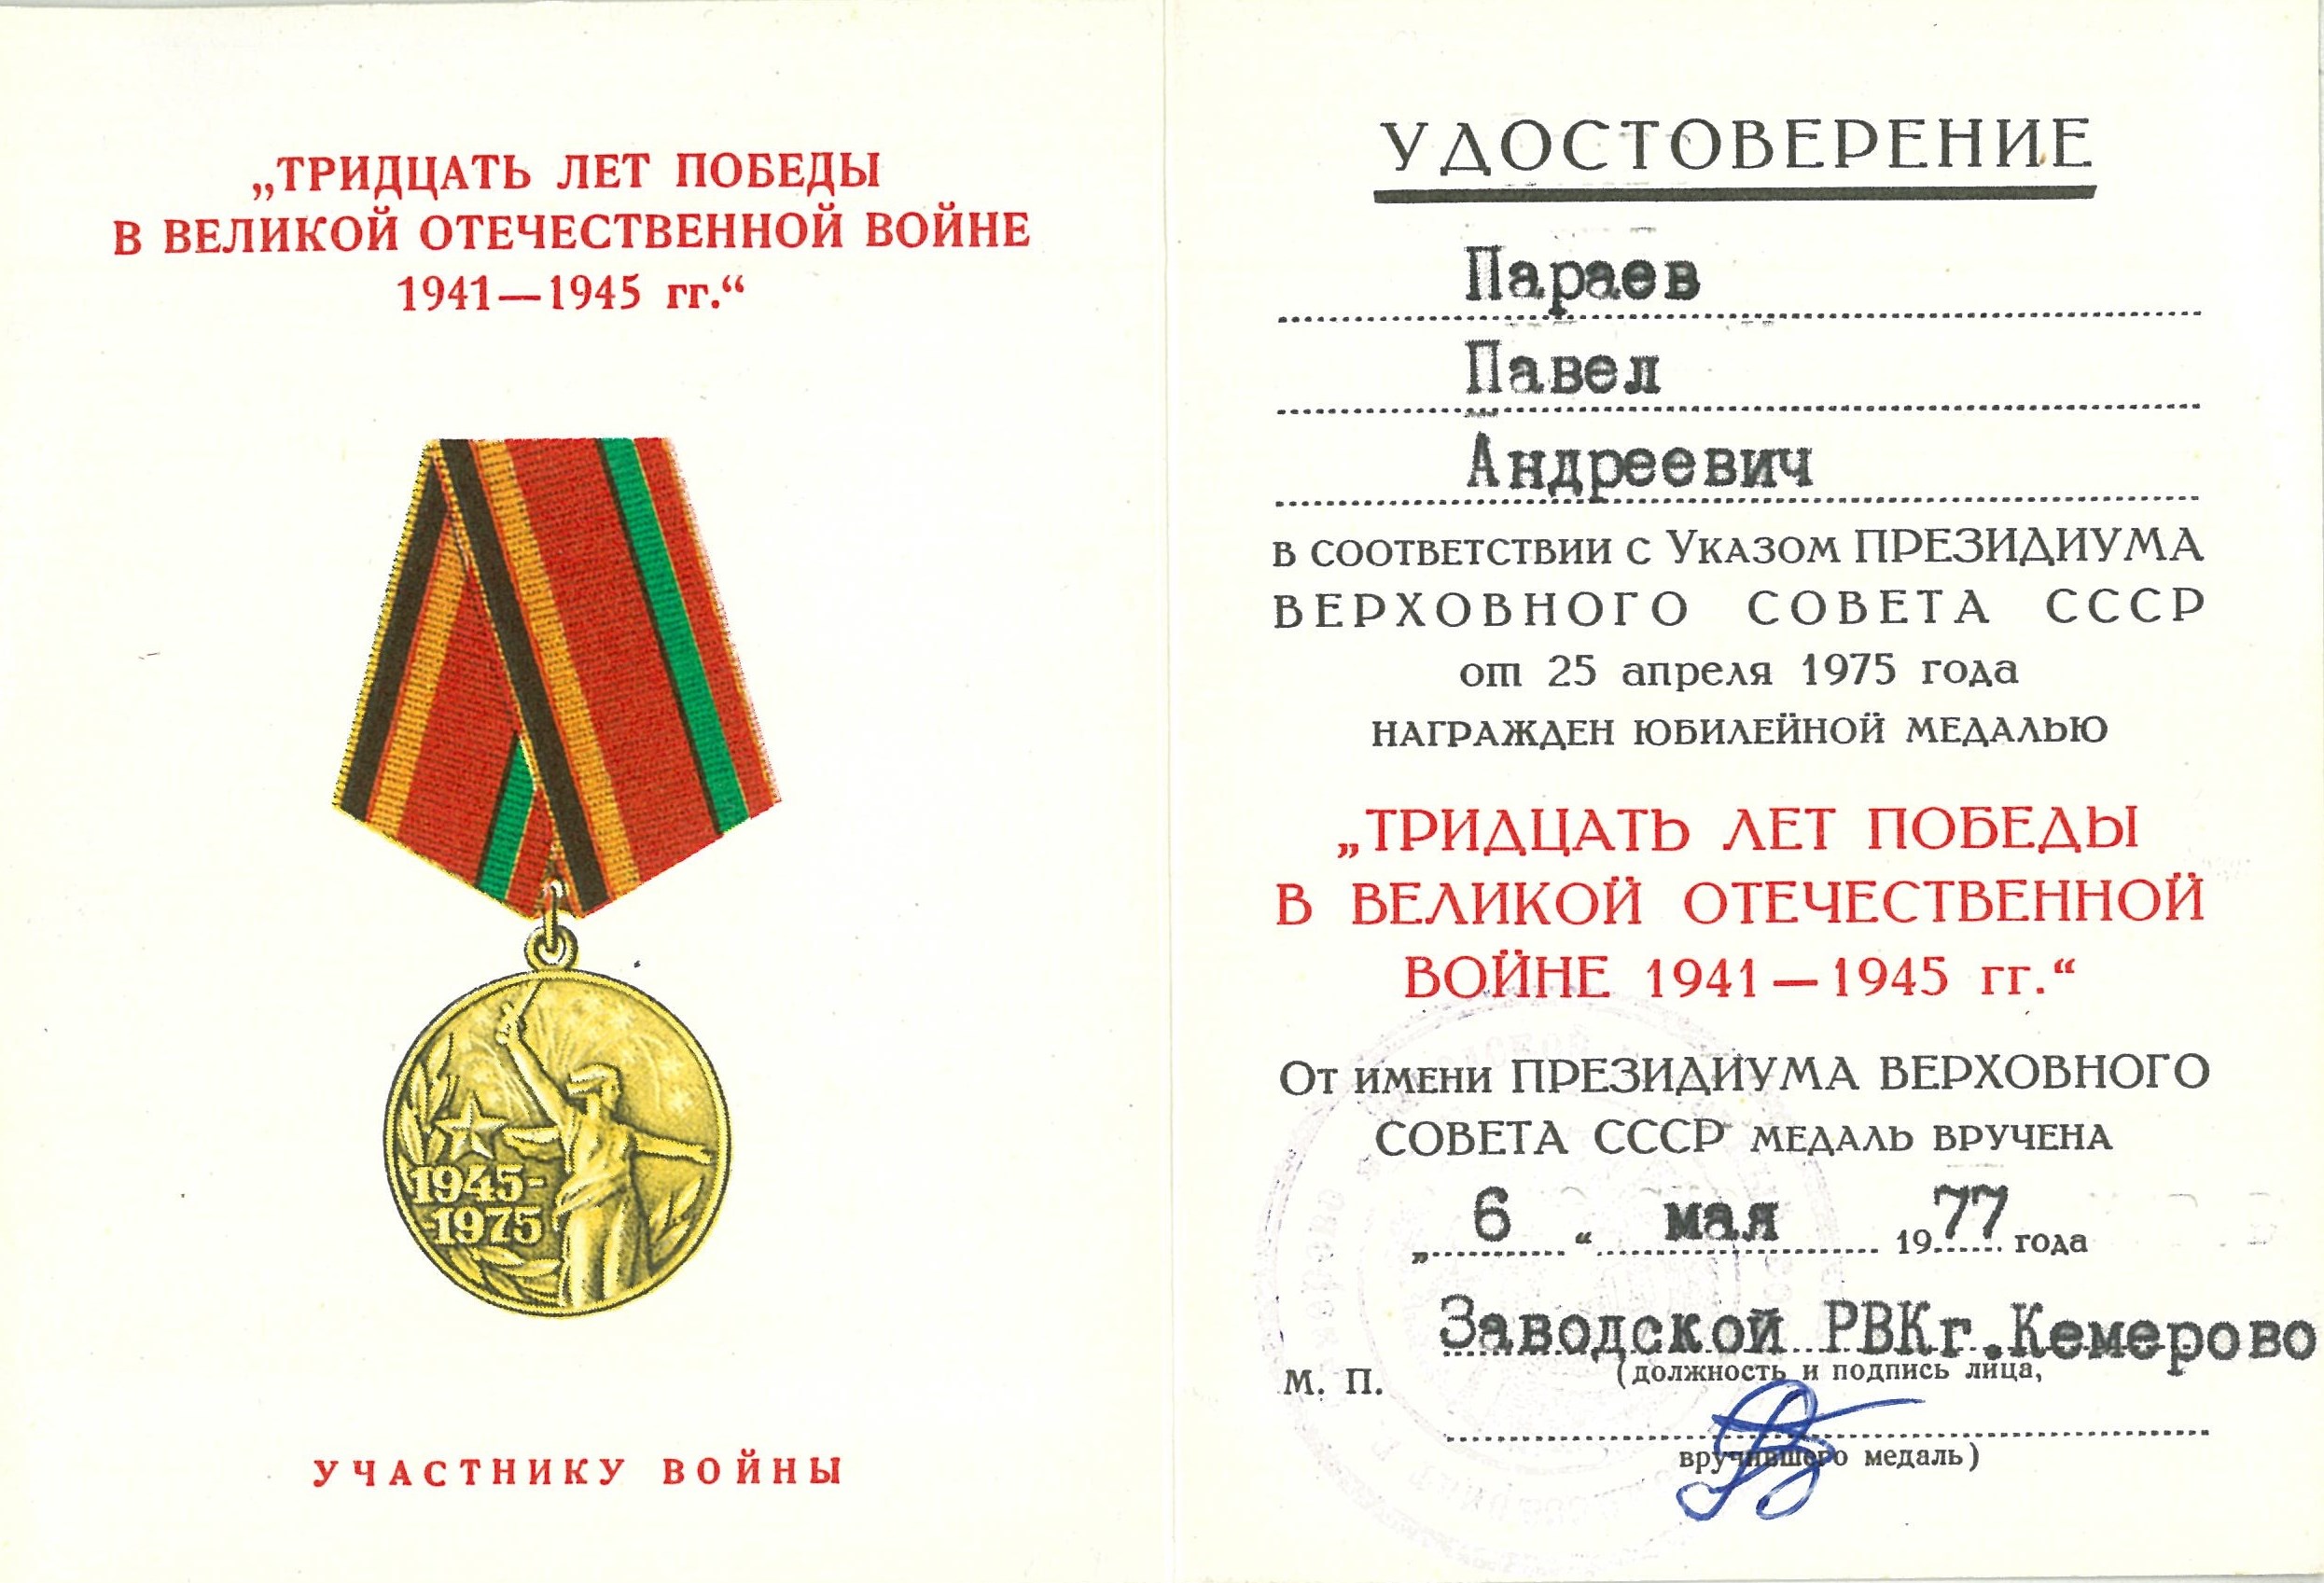 „ТРИДЦАТЬ ЛЕТ ПОБЕДЫ
В ВЕЛИКОЙ ОТЕЧЕСТВЕННОЙ ВОЙНЕ
1941—1945 гг.“
1945-
-1975
УЧАСТНИКУ ВОЙНЫ
УДОСТОВЕРЕНИЕ
Параев
Павел
Андреевич
в соответствии с Указом ПРЕЗИДИУМА
ВЕРХОВНОГО СОВЕТА СССР
от 25 апреля 1975 года
НАГРАЖДЕН ЮБИЛЕЙНОЙ МЕДАЛЬЮ
„ТРИДЦАТЬ ЛЕТ ПОБЕДЫ
В ВЕЛИКОЙ ОТЕЧЕСТВЕННОЙ
ВОЙНЕ 1941—1945 гг.“
От имени ПРЕЗИДИУМА ВЕРХОВНОГО
СОВЕТА СССР МЕДАЛЬ ВРУЧЕНА
„6“ мая 1977 года
Заводской РВКг.Кемерово
М. П.
(должность и подпись лица,
вручившего медаль)